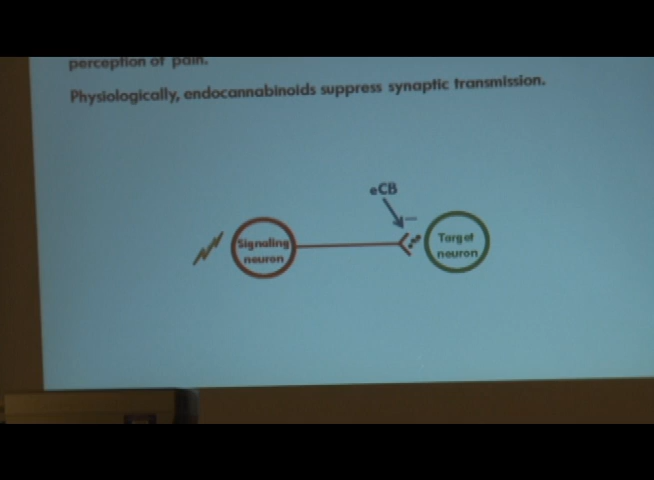 perception of pain.
Physiologically, endocannabinoids suppress synaptic transmission.
eCB
Signaling
neuron
Target
neuron